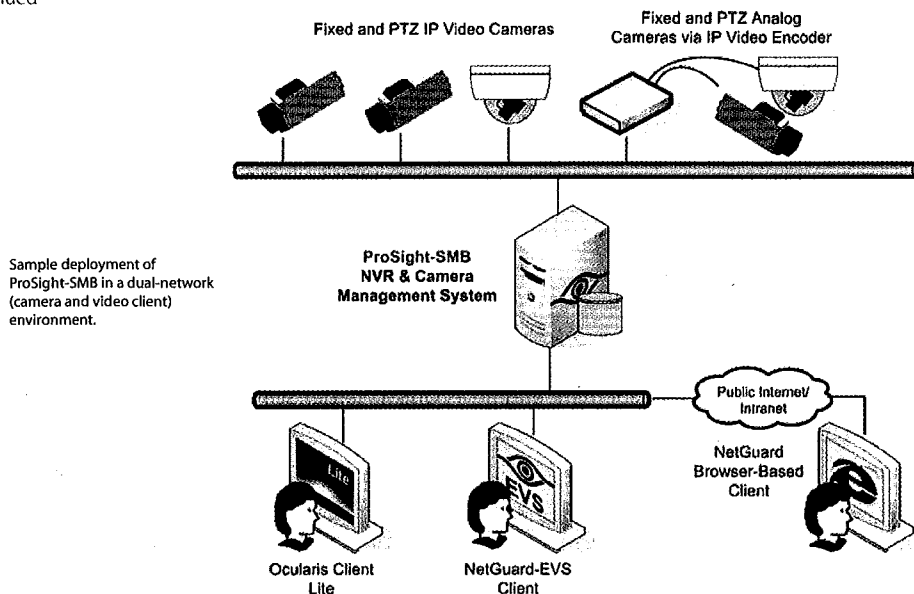 Fixed and PTZ IP Video Cameras
Fixed and PTZ Analog
Cameras via IP Video Encoder
ProSight-SMB
NVR & Camera
Management System
Sample deployment of
ProSight-SMB in a dual-network
(camera and video client)
environment.
Public Internet/
Intranet
Lite
EVS
NetGuard
Browser-Based
Client
Ocularis Client
Lite
NetGuard-EVS
Client